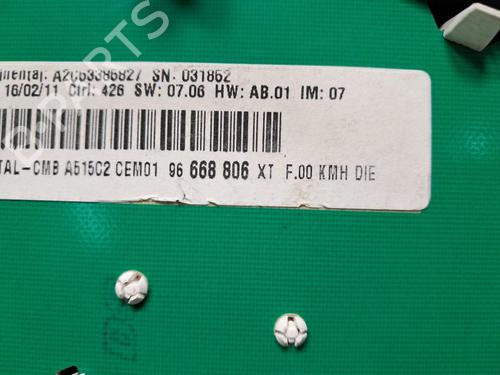 inental: A2C53386827 SN: 031862
16/02/11 Ctrl: 426 SW: 07.06 HW: AB.01 IM: 07
TAL-CMB A515C2 CEM01 96 668 806 XT F.00 KMH DIE